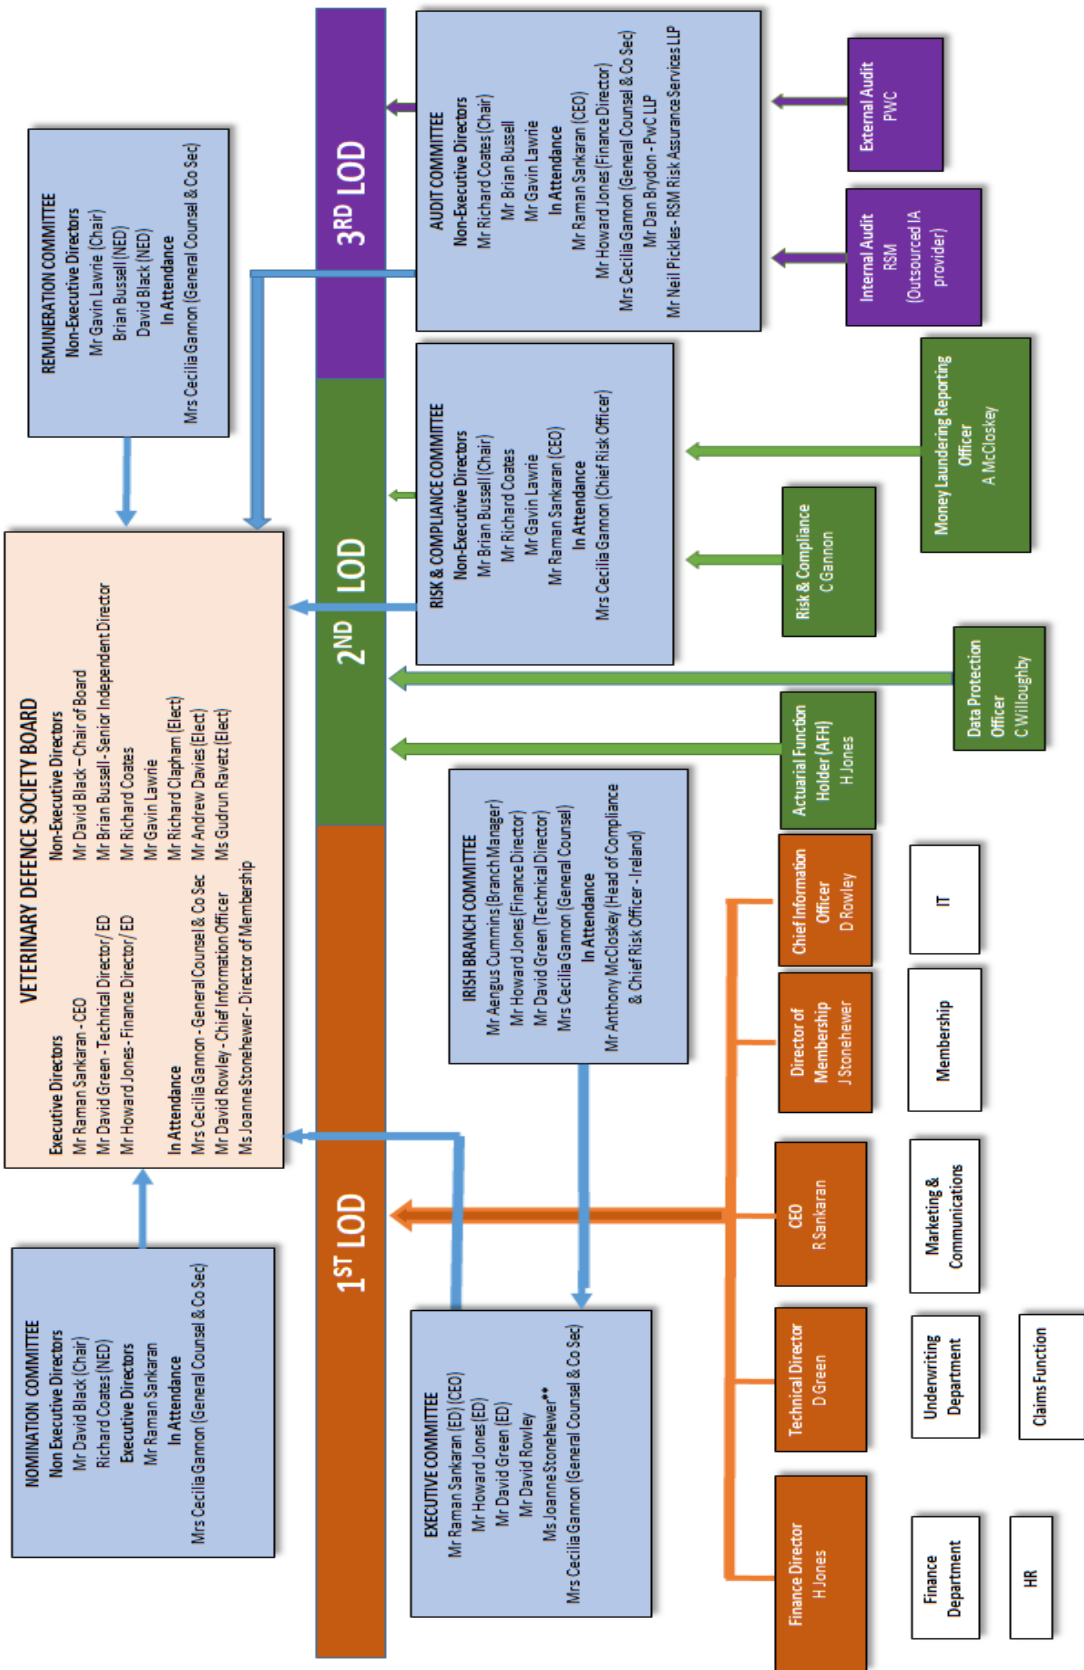 NOMINATION COMMITTEE
Non Executive Directors
Mr David Black (Chair)
Richard Coates (NED)
Executive Directors
Mr Raman Sankaran
In Attendance
Mrs Cecilia Gannon (General Counsel & Co Sec)
VETERINARY DEFENCE SOCIETY BOARD
Executive Directors
Mr Raman Sankaran - CEO
Mr David Green - Technical Director/ ED
Mr Howard Jones - Finance Director/ ED
In Attendance
Mrs Cecilia Gannon - General Counsel & Co Sec
Mr David Rowley - Chief Information Officer
Ms Joanne Stonehewer - Director of Membership
Non-Executive Directors
Mr David Black – Chair of Board
Mr Brian Bussell - Senior Independent Director
Mr Richard Coates
Mr Gavin Lawrie
Mr Richard Clapham (Elect)
Mr Andrew Davies (Elect)
Ms Gudrun Ravetz (Elect)
REMUNERATION COMMITTEE
Non-Executive Directors
Mr Gavin Lawrie (Chair)
Brian Bussell (NED)
David Black (NED)
In Attendance
Mrs Cecilia Gannon (General Counsel & Co Sec)
1ST LOD
2ND LOD
3RD LOD
EXECUTIVE COMMITTEE
Mr Raman Sankaran (ED) (CEO)
Mr Howard Jones (ED)
Mr David Green (ED)
Mr David Rowley
Ms Joanne Stonehewer**
Mrs Cecilia Gannon (General Counsel & Co Sec)
IRISH BRANCH COMMITTEE
Mr Aengus Cummins (Branch Manager)
Mr Howard Jones (Finance Director)
Mr David Green (Technical Director)
Mrs Cecilia Gannon (General Counsel)
In Attendance
Mr Anthony McCloskey (Head of Compliance
& Chief Risk Officer - Ireland)
RISK & COMPLIANCE COMMITTEE
Non-Executive Directors
Mr Brian Bussell (Chair)
Mr Richard Coates
Mr Gavin Lawrie
Mr Raman Sankaran (CEO)
In Attendance
Mrs Cecilia Gannon (Chief Risk Officer)
AUDIT COMMITTEE
Non-Executive Directors
Mr Richard Coates (Chair)
Mr Brian Bussell
Mr Gavin Lawrie
In Attendance
Mr Raman Sankaran (CEO)
Mr Howard Jones (Finance Director)
Mrs Cecilia Gannon (General Counsel & Co Sec)
Mr Dan Brydon - PwC LLP
Mr Neil Pickles - RSM Risk Assurance Services LLP
Finance Director
H Jones
Technical Director
D Green
CEO
R Sankaran
Director of
Membership
J Stonehewer
Chief Information
Officer
D Rowley
Actuarial Function
Holder (AFH)
H Jones
Data Protection
Officer
C Willoughby
Risk & Compliance
C Gannon
Money Laundering Reporting
Officer
A McCloskey
Internal Audit
RSM
(Outsourced IA
provider)
External Audit
PWC
Finance
Department
HR
Underwriting
Department
Claims Function
Marketing &
Communications
Membership
IT